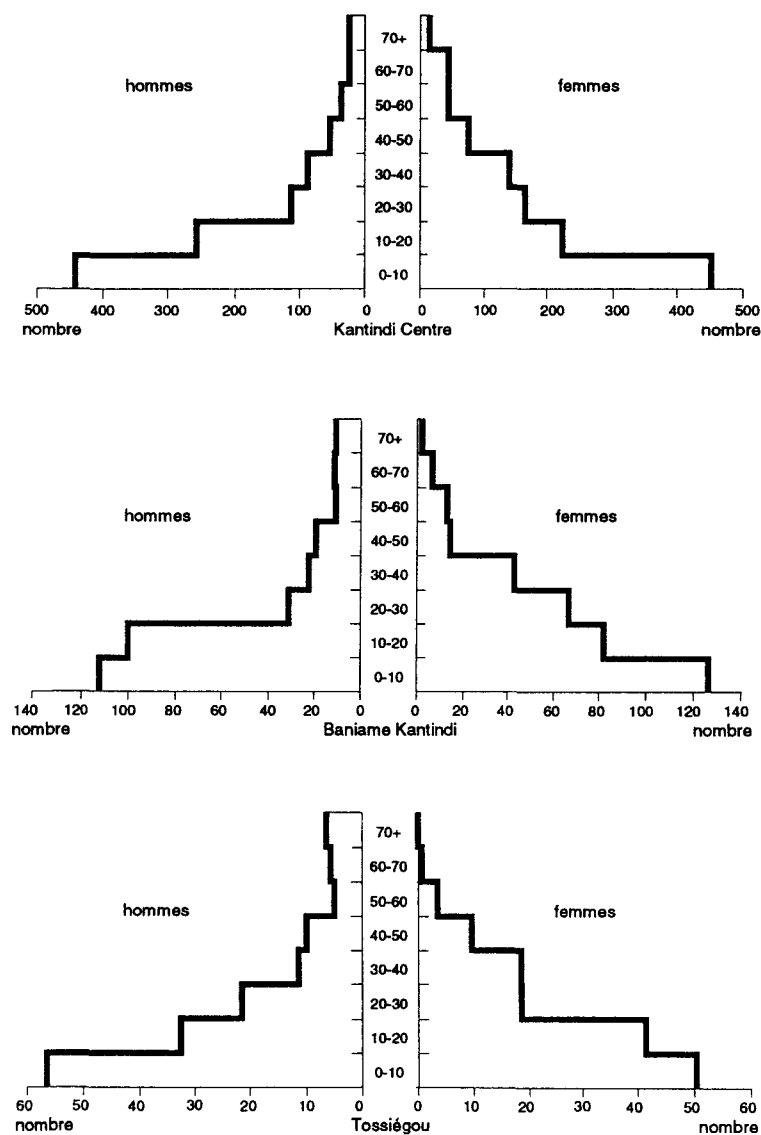 70+
60-70
hommes femmes
50-60
40-50
30-40
20-30
10-20
0-10
500 400 300 200 100 0 0 100 200 300 400 500
nombre Kantindi Centre nombre
70+
60-70
hommes 50-60 femmes
40-50
30-40
20-30
10-20
0-10
140 120 100 80 60 40 20 0 0 20 40 60 80 100 120 140
nombre Baniame Kantindi nombre
70+
60-70
hommes 50-60 femmes
40-50
30-40
20-30
10-20
0-10
60 50 40 30 20 10 0 0 10 20 30 40 50 60
nombre Tossiégou nombre